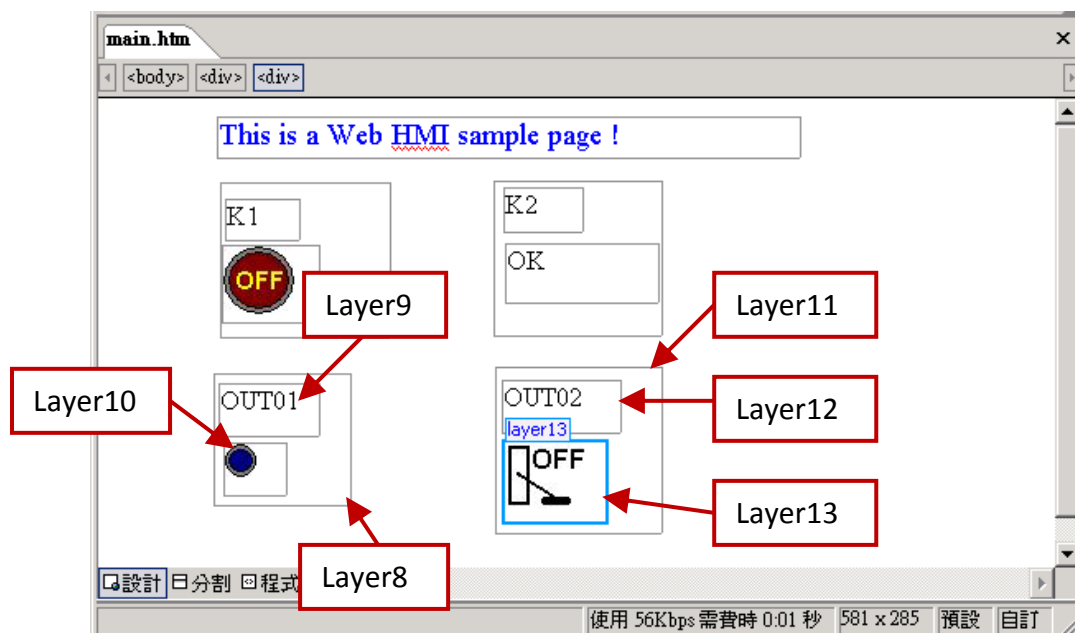 main.htm
<body> <div> <div>
This is a Web HMI sample page !
K1
K2
OFF
OK
Layer9
Layer11
Layer10
OUT01
OUT02
Layer12
layer13
OFF
Layer13
Layer8
設計 分割 程式
使用 56Kbps 需費時 0:01 秒 581 x 285 預設 自訂